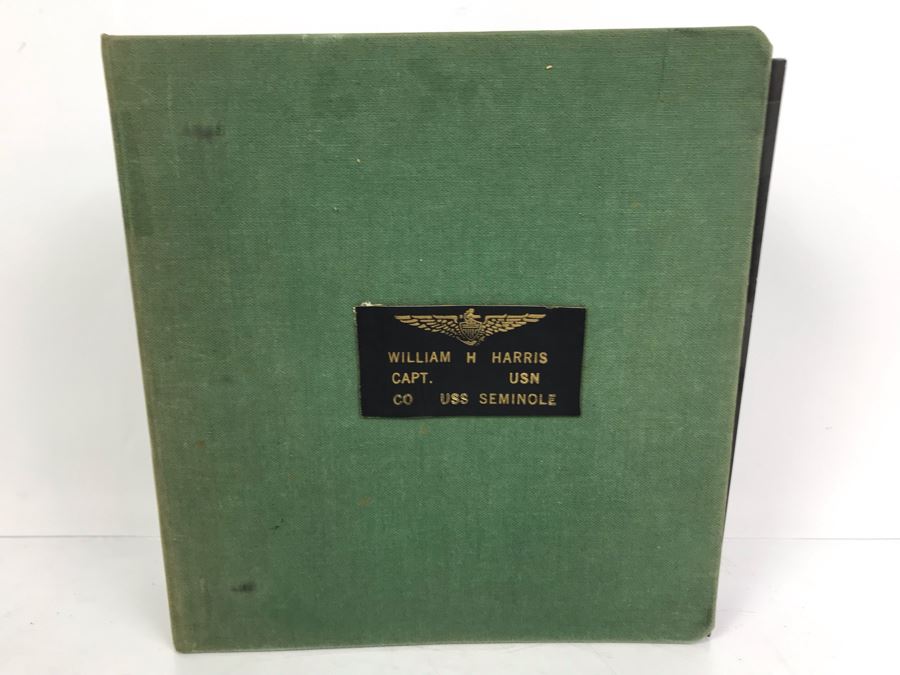 WILLIAM H HARRIS
CAPT. USN
CO USS SEMINOLE